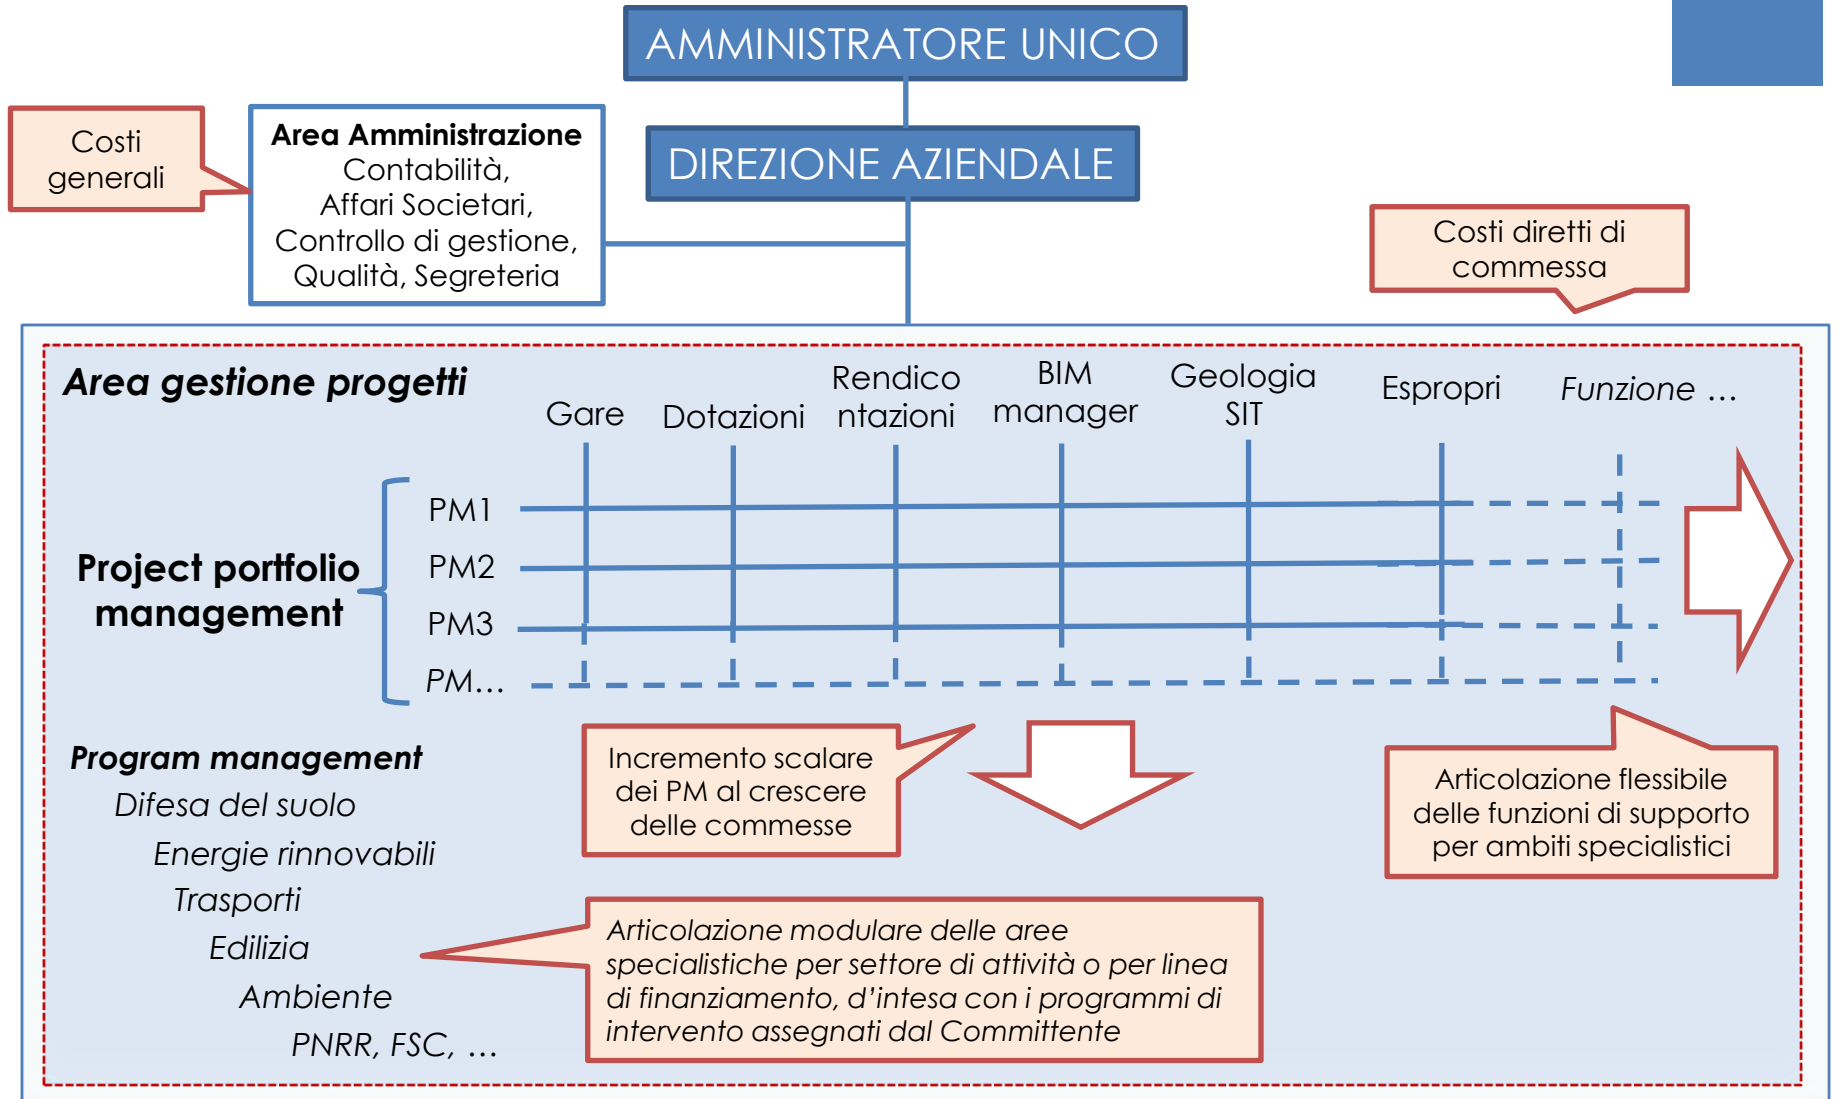 AMMINISTRATORE UNICO
DIREZIONE AZIENDALE
Costi
generali
Area Amministrazione
Contabilità,
Affari Societari,
Controllo di gestione,
Qualità, Segreteria
Costi diretti di
commessa
Area gestione progetti
Gare
Dotazioni
Rendico
ntazioni
BIM
manager
Geologia
SIT
Espropri
Funzione …
Project portfolio
management
PM1
PM2
PM3
PM…
Program management
Difesa del suolo
Energie rinnovabili
Trasporti
Edilizia
Ambiente
PNRR, FSC, …
Incremento scalare
dei PM al crescere
delle commesse
Articolazione flessibile
delle funzioni di supporto
per ambiti specialistici
Articolazione modulare delle aree
specialistiche per settore di attività o per linea
di finanziamento, d’intesa con i programmi di
intervento assegnati dal Committente